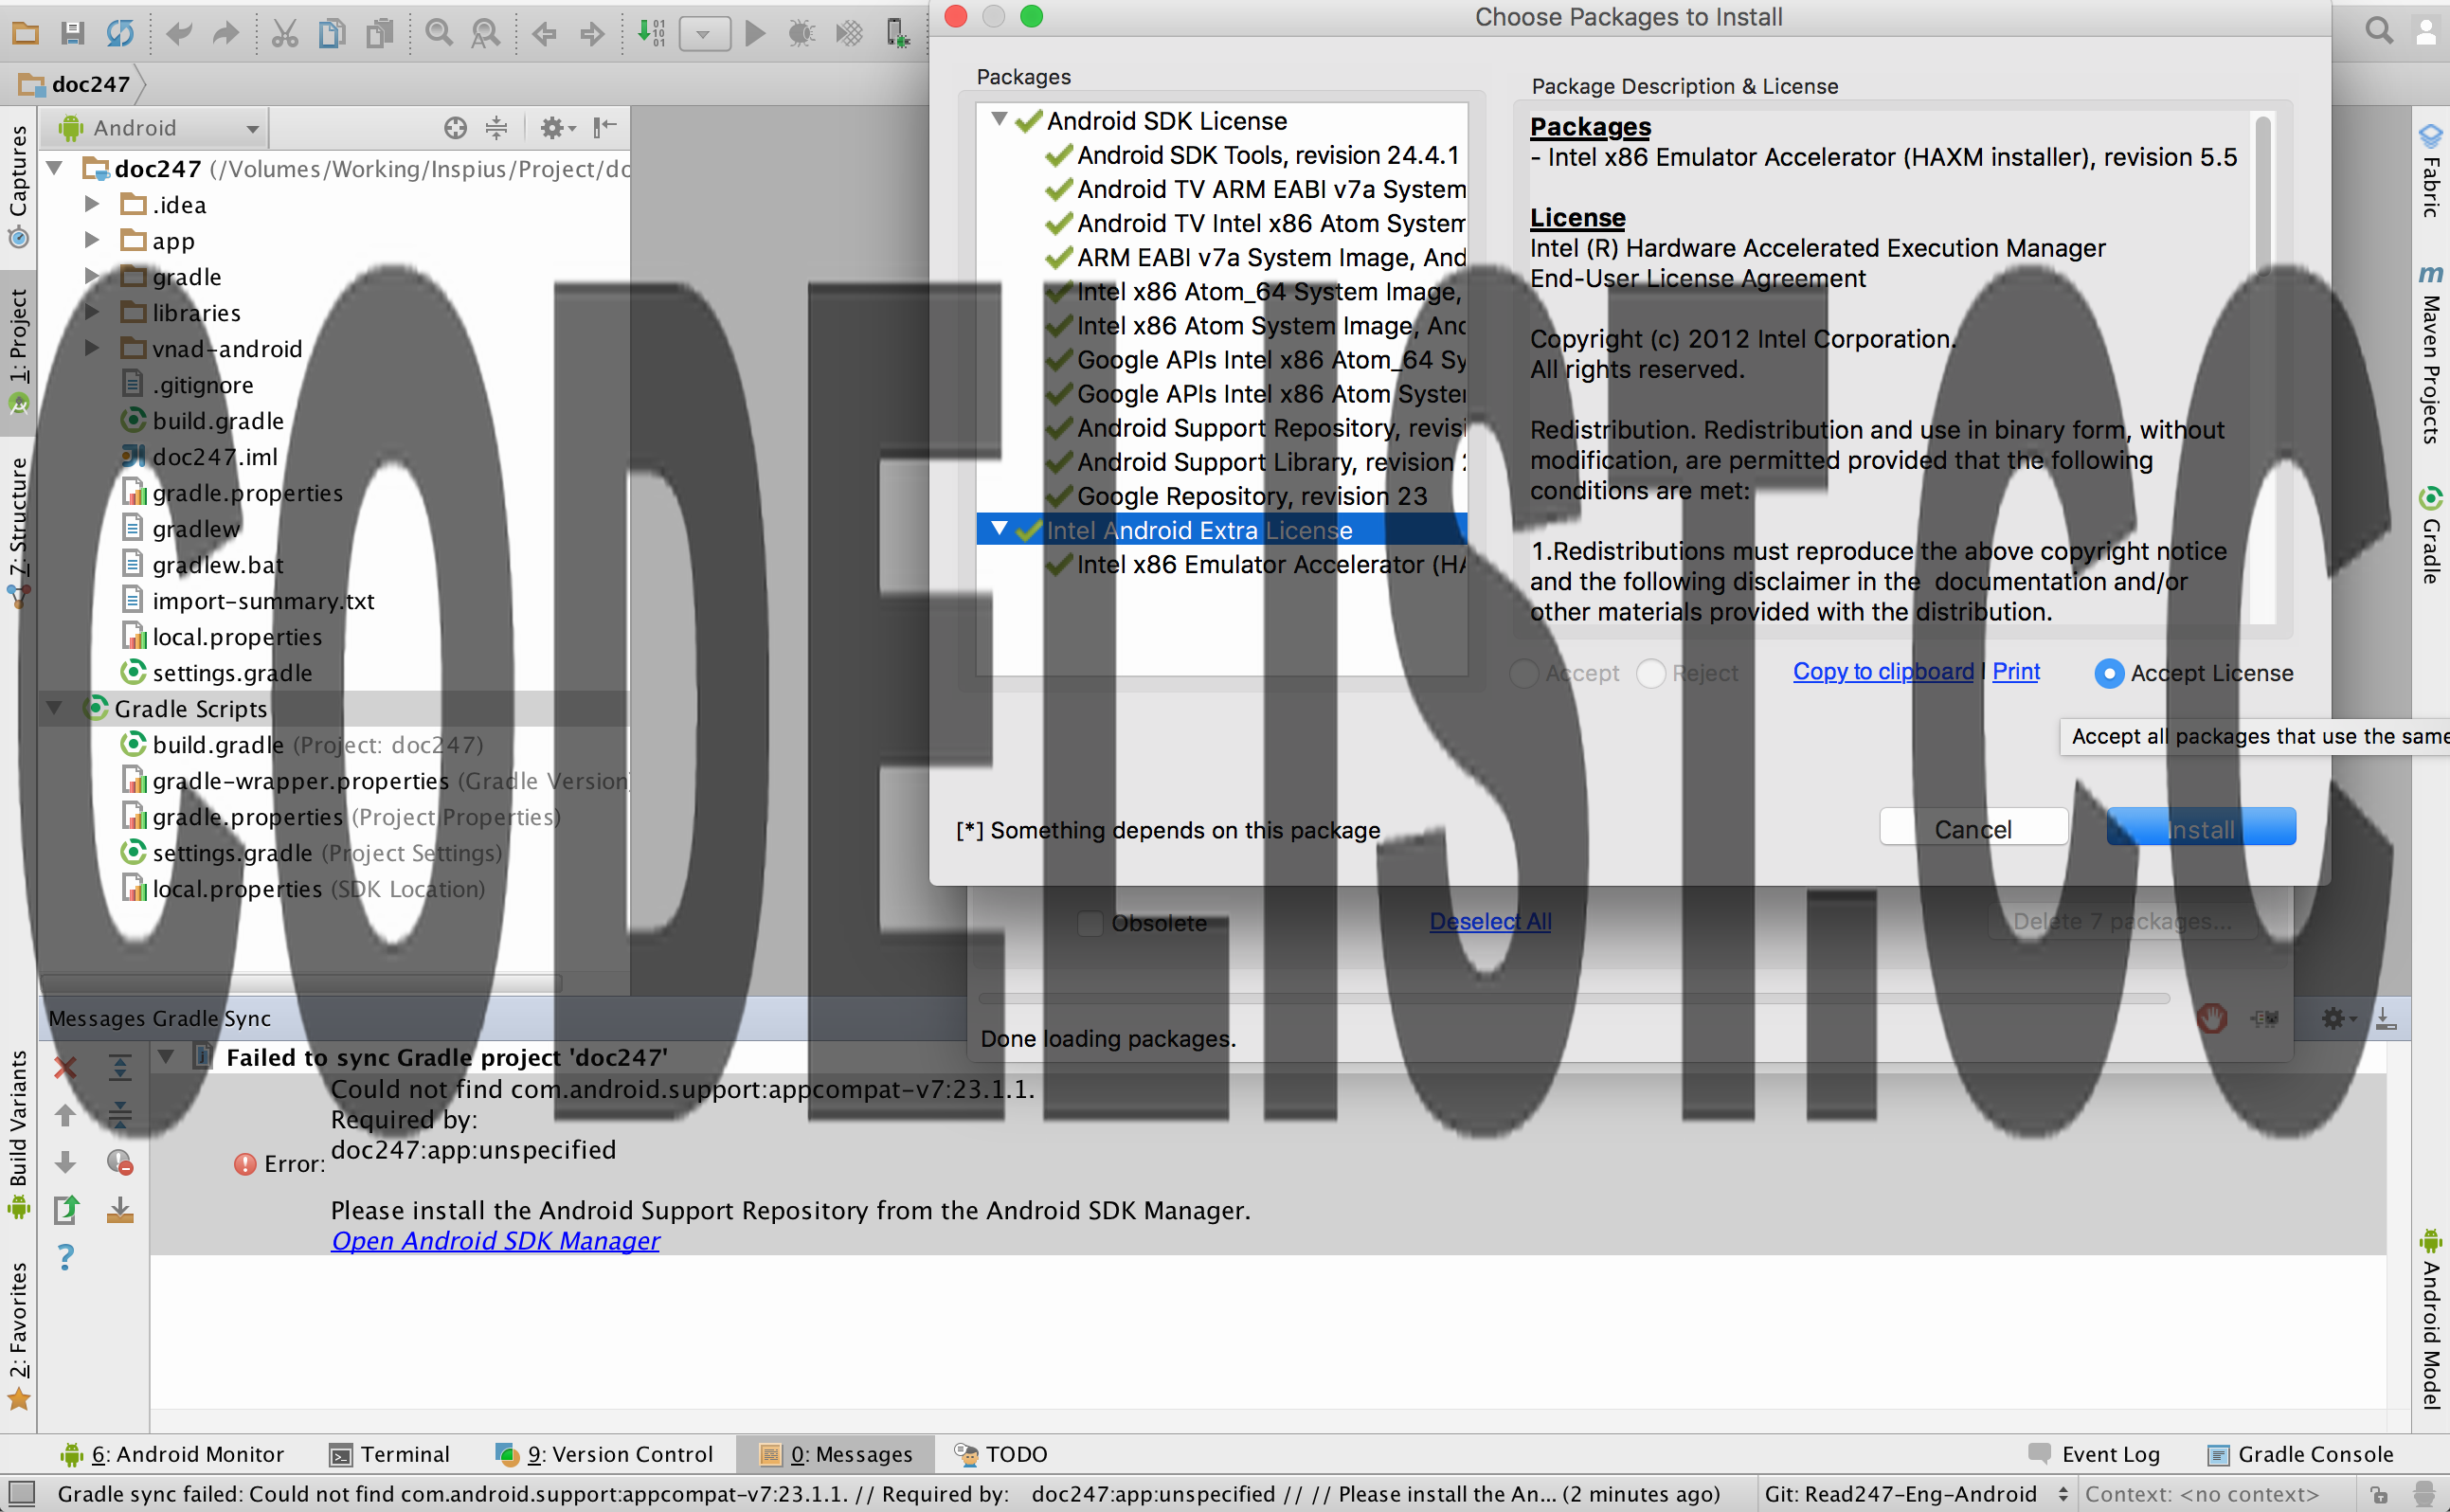 Choose Packages to Install
doc247
Packages
Package Description & License
Captures
1: Project
7: Structure
Build Variants
2: Favorites
Android
doc247 (/Volumes/Working/Inspius/Project/do
.idea
app
gradle
libraries
vnad-android
.gitignore
build.gradle
doc247.iml
gradle.properties
gradlew
gradlew.bat
import-summary.txt
local.properties
settings.gradle
Gradle Scripts
build.gradle (Project: doc247)
gradle-wrapper.properties (Gradle Version)
gradle.properties (Project Properties)
settings.gradle (Project Settings)
local.properties (SDK Location)
Android SDK License
Android SDK Tools, revision 24.4.1
Android TV ARM EABI v7a System
Android TV Intel x86 Atom System
ARM EABI v7a System Image, And
Intel x86 Atom_64 System Image,
Intel x86 Atom System Image, And
Google APIs Intel x86 Atom_64 Sy
Google APIs Intel x86 Atom System
Android Support Repository, revisi
Android Support Library, revision 2
Google Repository, revision 23
Intel Android Extra License
Intel x86 Emulator Accelerator (HA
Packages
- Intel x86 Emulator Accelerator (HAXM installer), revision 5.5
License
Intel (R) Hardware Accelerated Execution Manager
End-User License Agreement
Copyright (c) 2012 Intel Corporation.
All rights reserved.
Redistribution. Redistribution and use in binary form, without
modification, are permitted provided that the following
conditions are met:
1.Redistributions must reproduce the above copyright notice
and the following disclaimer in the documentation and/or
other materials provided with the distribution.
Accept Reject Copy to clipboard | Print Accept License
Accept all packages that use the same
[*] Something depends on this package
Cancel Install
Obsolete Deselect All Delete 7 packages...
Done loading packages.
CODELIST.CC
Fabric
Maven Projects
Gradle
Android Model
Messages Gradle Sync
Failed to sync Gradle project 'doc247'
Error:
Could not find com.android.support:appcompat-v7:23.1.1.
Required by:
doc247:app:unspecified
Please install the Android Support Repository from the Android SDK Manager.
Open Android SDK Manager
6: Android Monitor Terminal 9: Version Control 0: Messages TODO Event Log Gradle Console
Gradle sync failed: Could not find com.android.support:appcompat-v7:23.1.1. // Required by: doc247:app:unspecified // // Please install the An... (2 minutes ago) Git: Read247-Eng-Android Context: <no context>